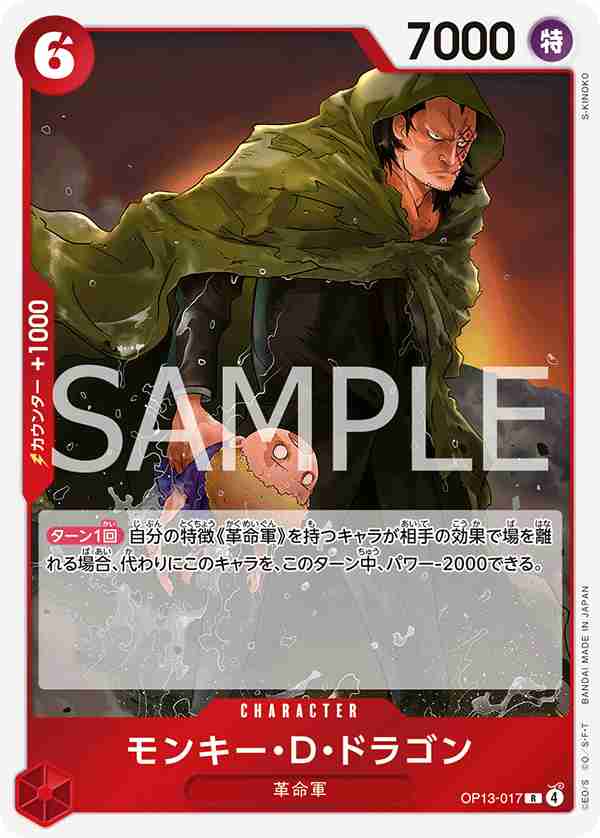 6
7000 特
S-KINOKO
カウンター +1000
SAMPLE
ターン1回 自分の特徴《革命軍》を持つキャラが相手の効果で場を離
れる場合、代わりにこのキャラを、このターン中、パワー-2000できる。
CHARACTER
モンキー・D・ドラゴン
革命軍
OP13-017 R 4
©EO/S ©O/S・F・T BANDAI MADE IN JAPAN